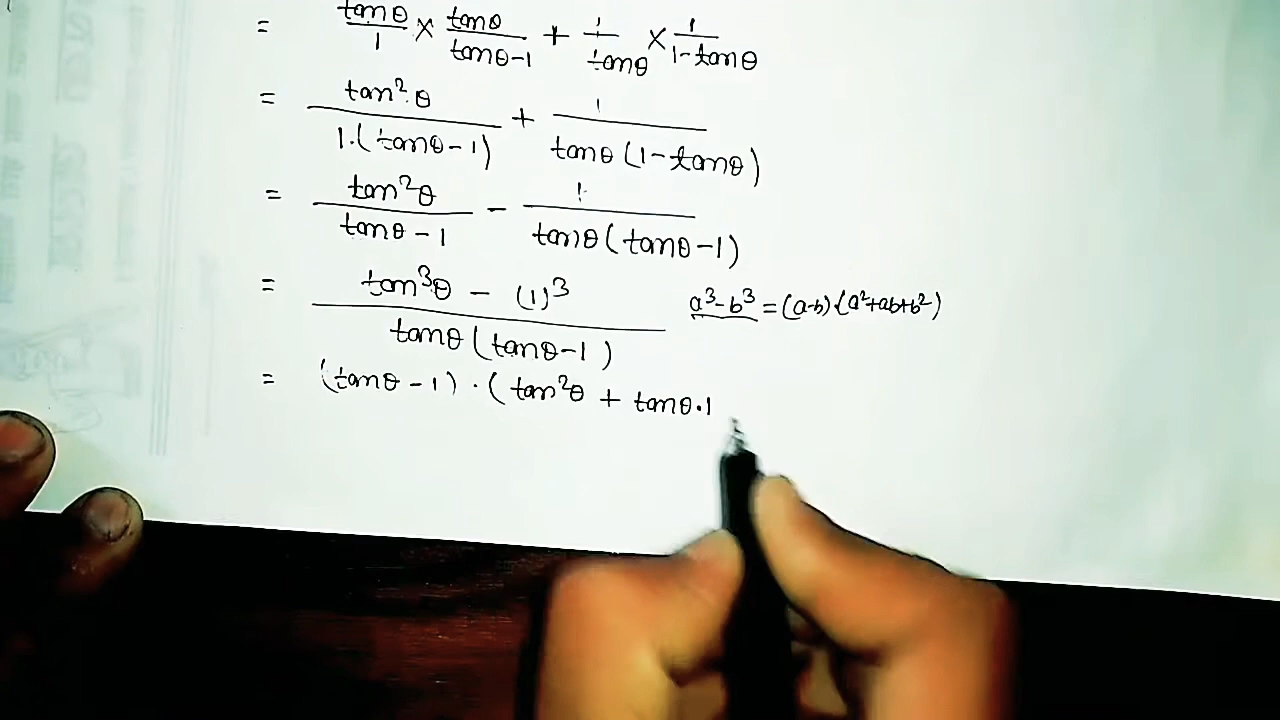 = tanθ/1 × tanθ/tanθ-1 + 1/tanθ × 1/1-tanθ
= tan²θ/1.(tanθ-1) + 1/tanθ(1-tanθ)
= tan²θ/tanθ-1 - 1/tanθ(tanθ-1)
= tan³θ - (1)³/tanθ(tanθ-1) a³-b³ = (a-b).(a²+ab+b²)
= (tanθ-1).(tan²θ + tanθ.1